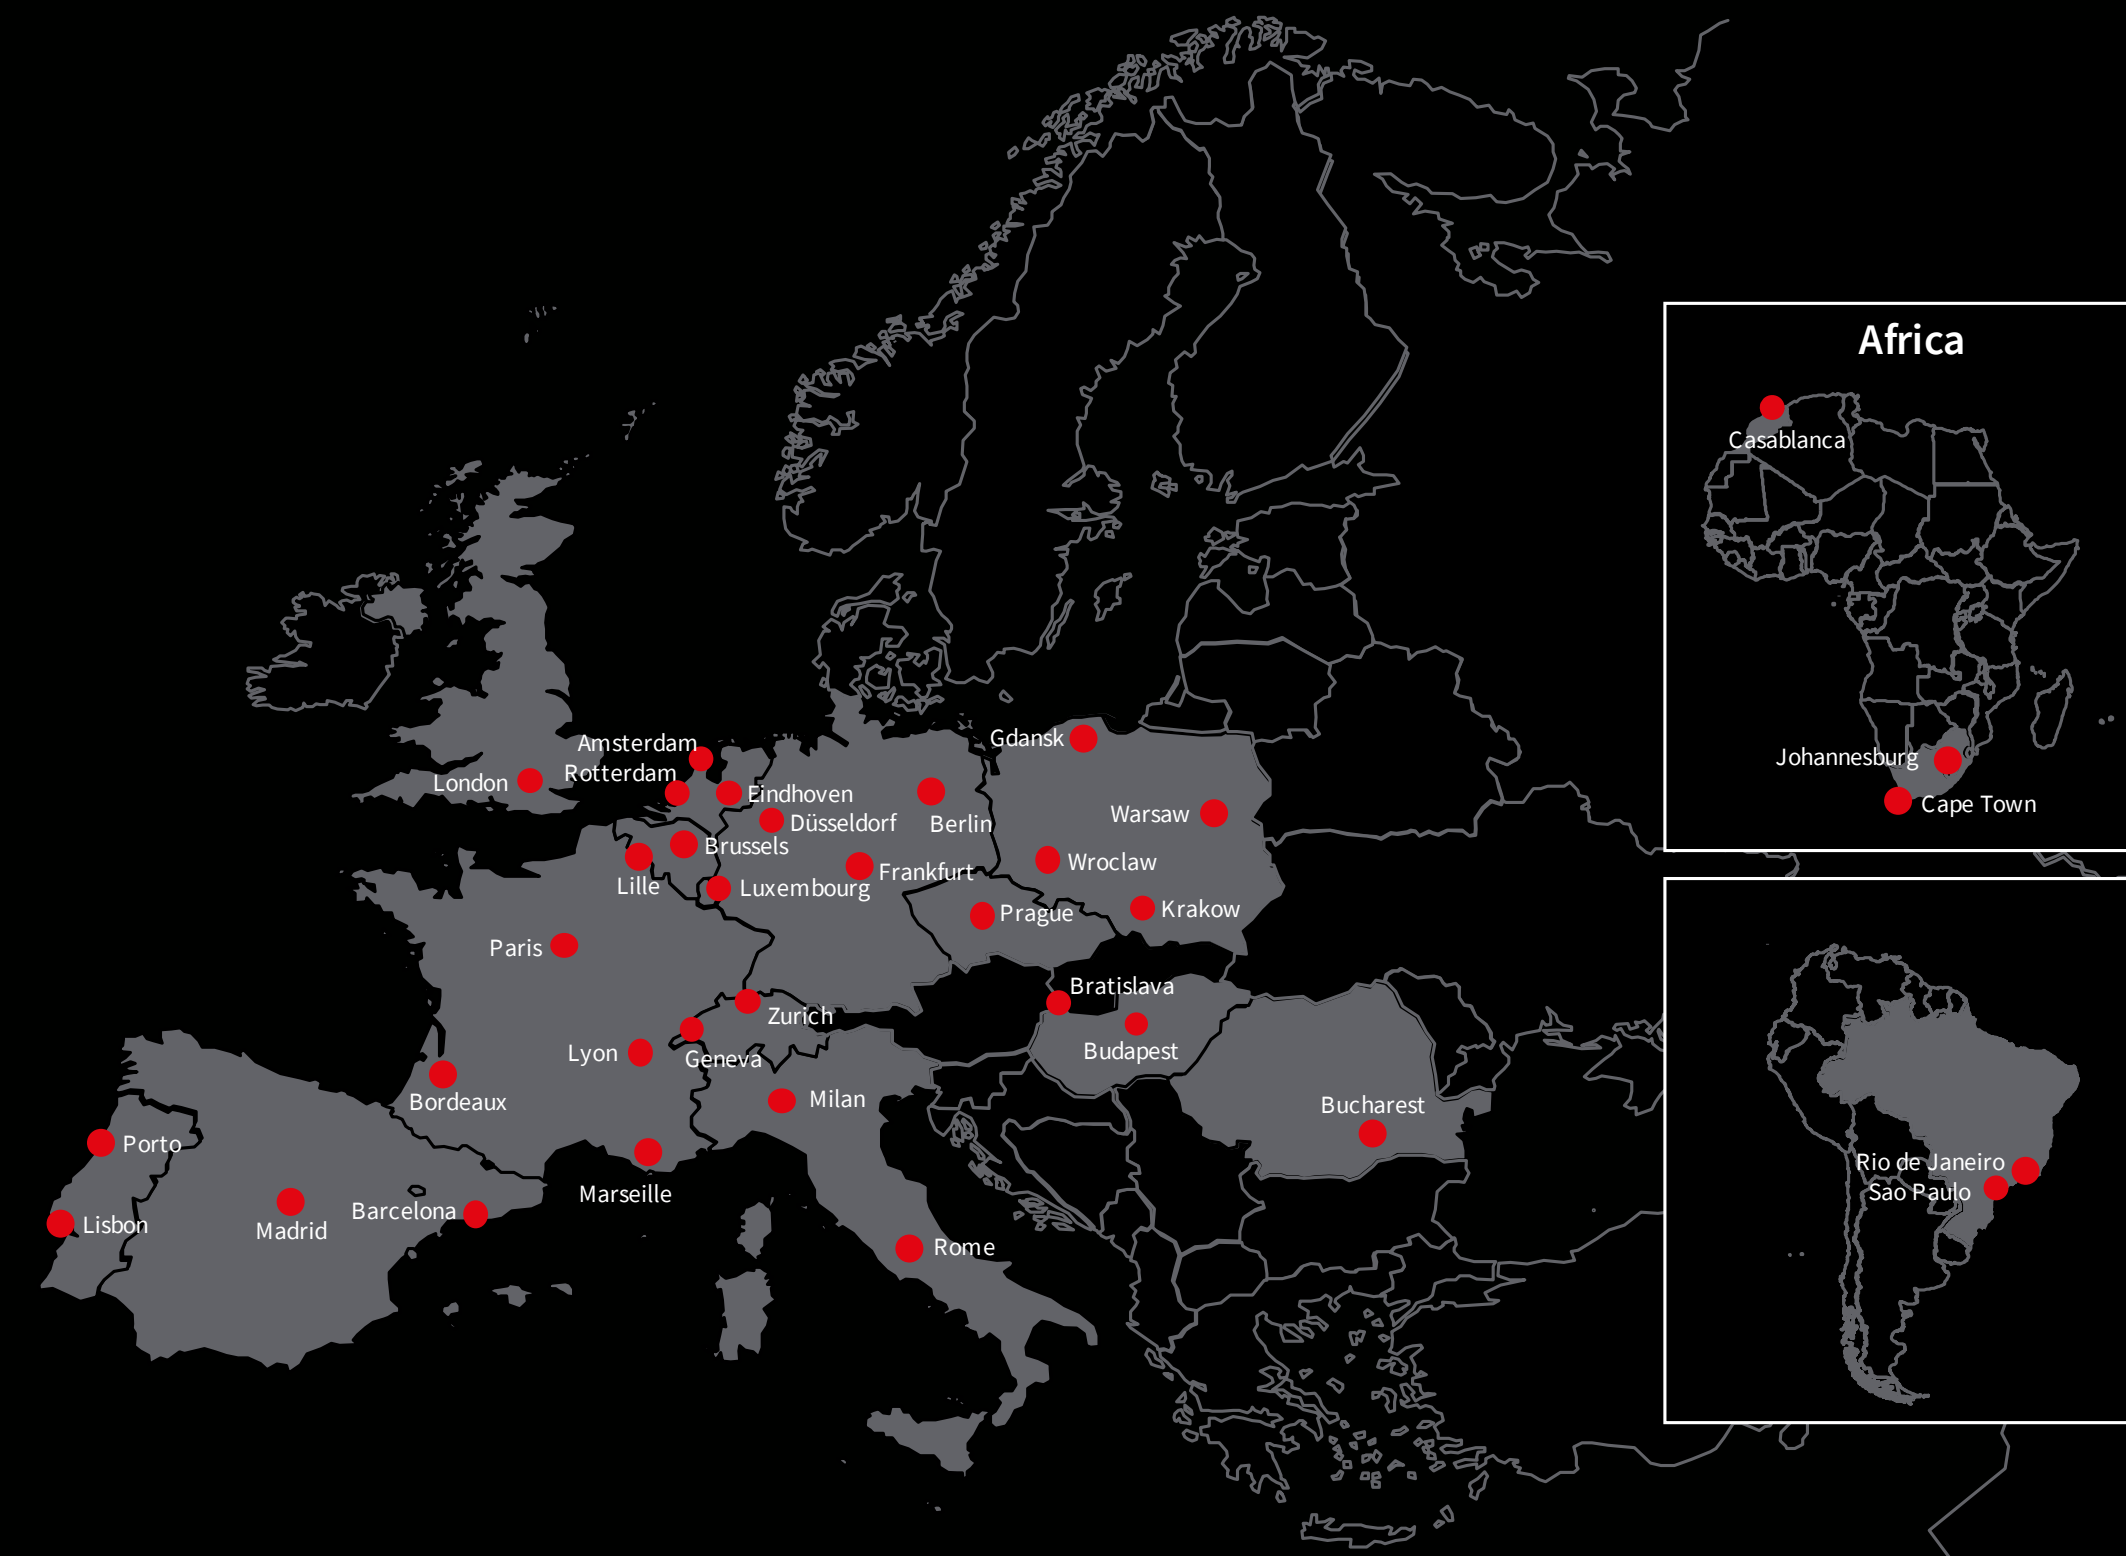 Africa
Casablanca
Johannesburg
Cape Town
Gdansk
Amsterdam
Rotterdam
London
Eindhoven
Düsseldorf
Berlin
Warsaw
Brussels
Wroclaw
Lille
Luxembourg
Frankfurt
Prague
Krakow
Paris
Bratislava
Zurich
Lyon
Geneva
Budapest
Milan
Bordeaux
Bucharest
Porto
Rio de Janeiro
Sao Paulo
Marseille
Barcelona
Lisbon
Madrid
Rome